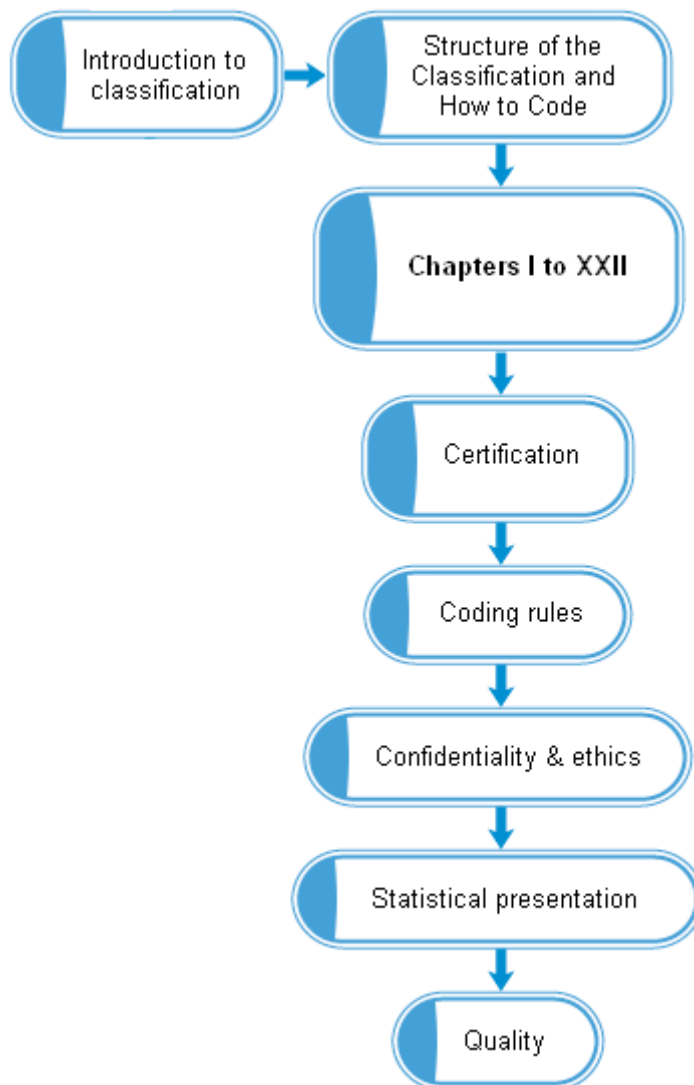 Introduction to
classification
Structure of the
Classification and
How to Code
Chapters I to XXII
Certification
Coding rules
Confidentiality & ethics
Statistical presentation
Quality